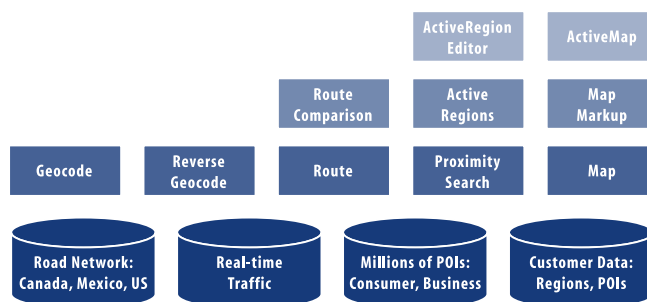 ActiveRegion
Editor
ActiveMap
Route
Comparison
Active
Regions
Map
Markup
Geocode
Reverse
Geocode
Route
Proximity
Search
Map
Road Network:
Canada, Mexico, US
Real-time
Traffic
Millions of POIs:
Consumer, Business
Customer Data:
Regions, POIs